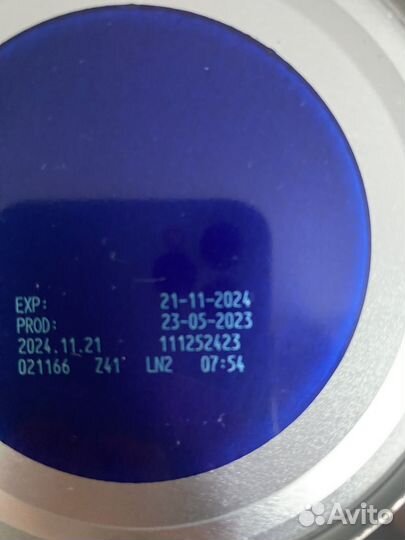 EXP: 21-11-2024
PROD: 23-05-2023
2024.11.21 111252423
021166 Z41 LN2 07:54
Avito